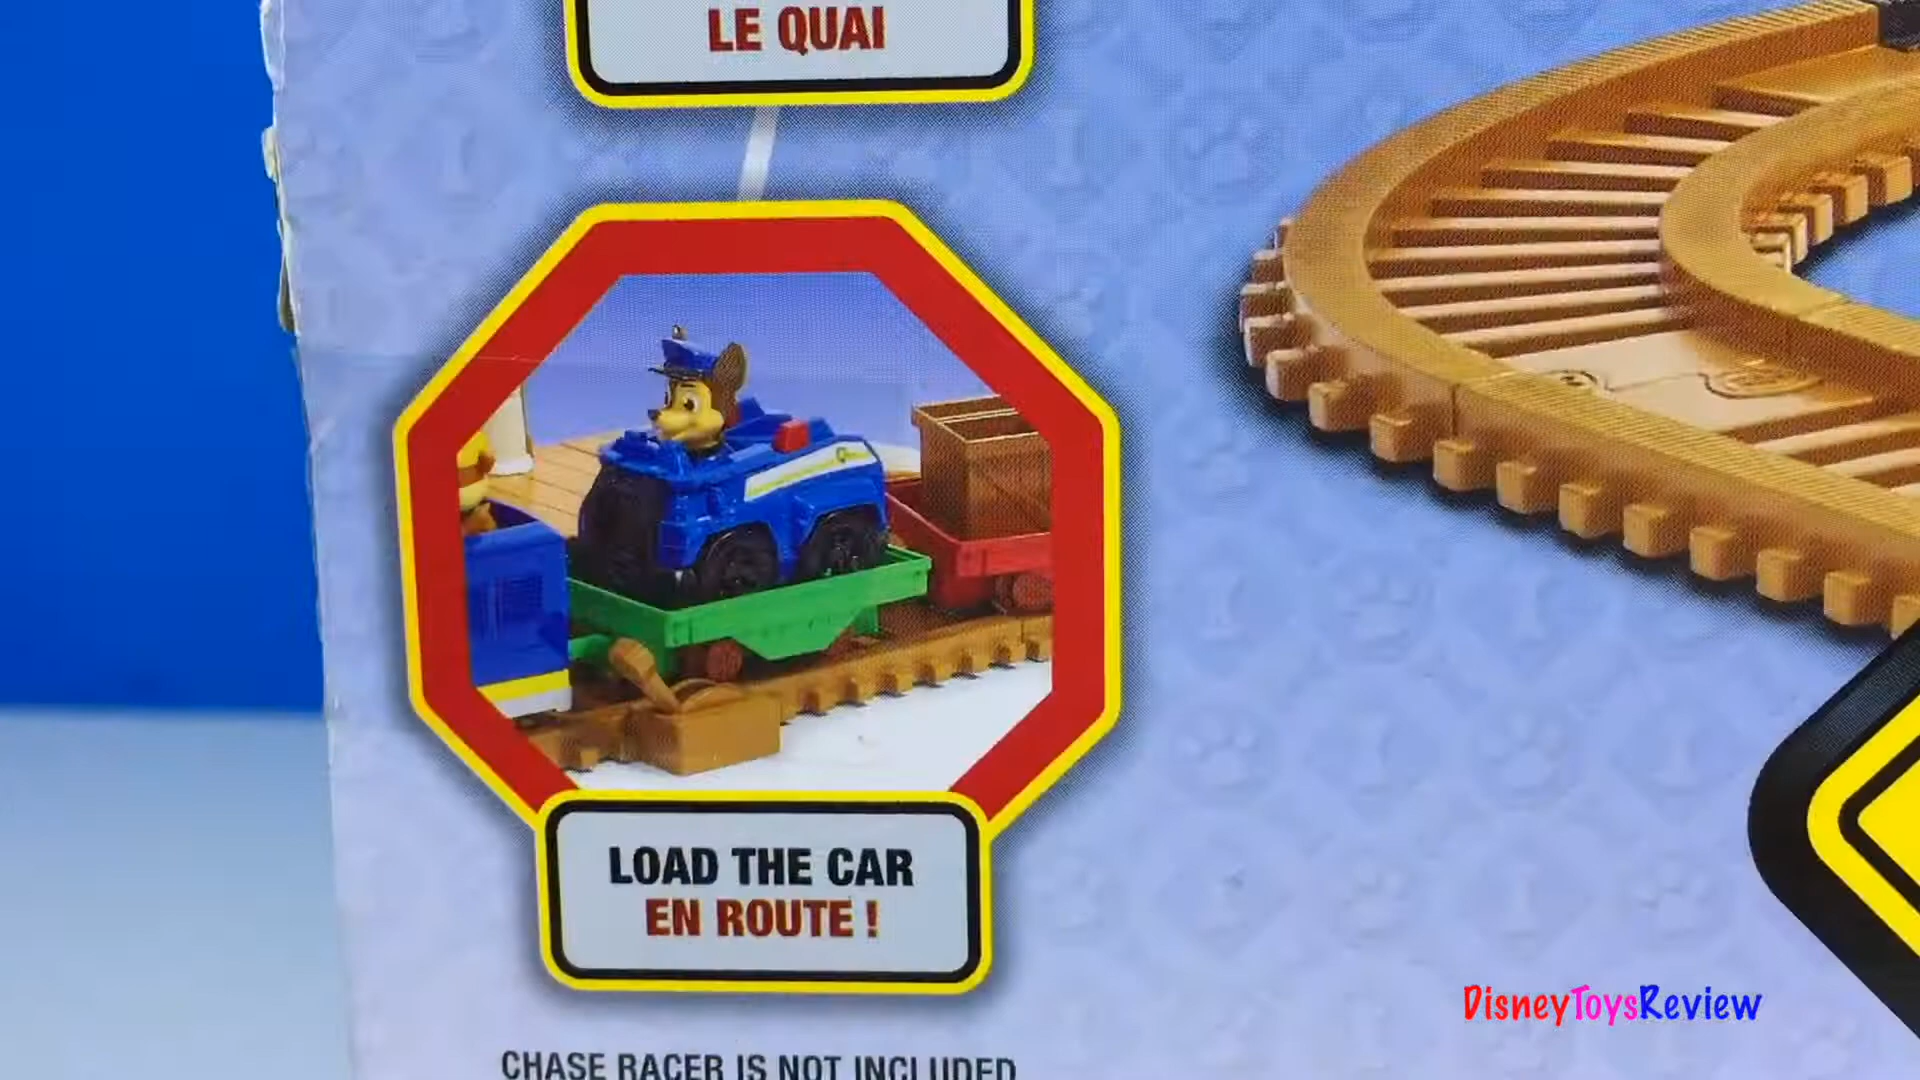 LE QUAI
LOAD THE CAR
EN ROUTE !
CHASE RACER IS NOT INCLUDED
DisneyToysReview